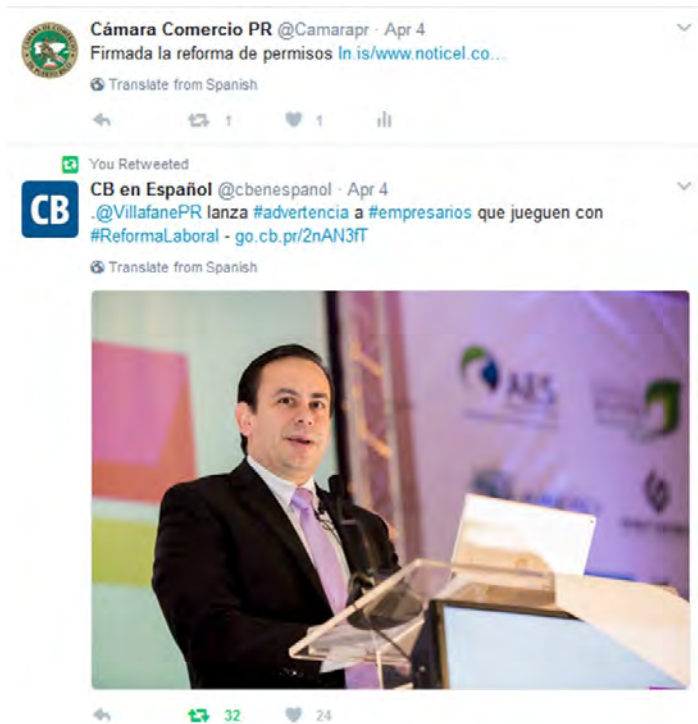 Cámara Comercio PR @Camarapr · Apr 4
Firmada la reforma de permisos ln.is/www.noticel.co...
Translate from Spanish
1 1
You Retweeted
CB en Español @cbenespanol · Apr 4
CB
.@VillafanePR lanza #advertencia a #empresarios que jueguen con
#ReformaLaboral - go.cb.pr/2nAN3fT
Translate from Spanish
AES
32 24